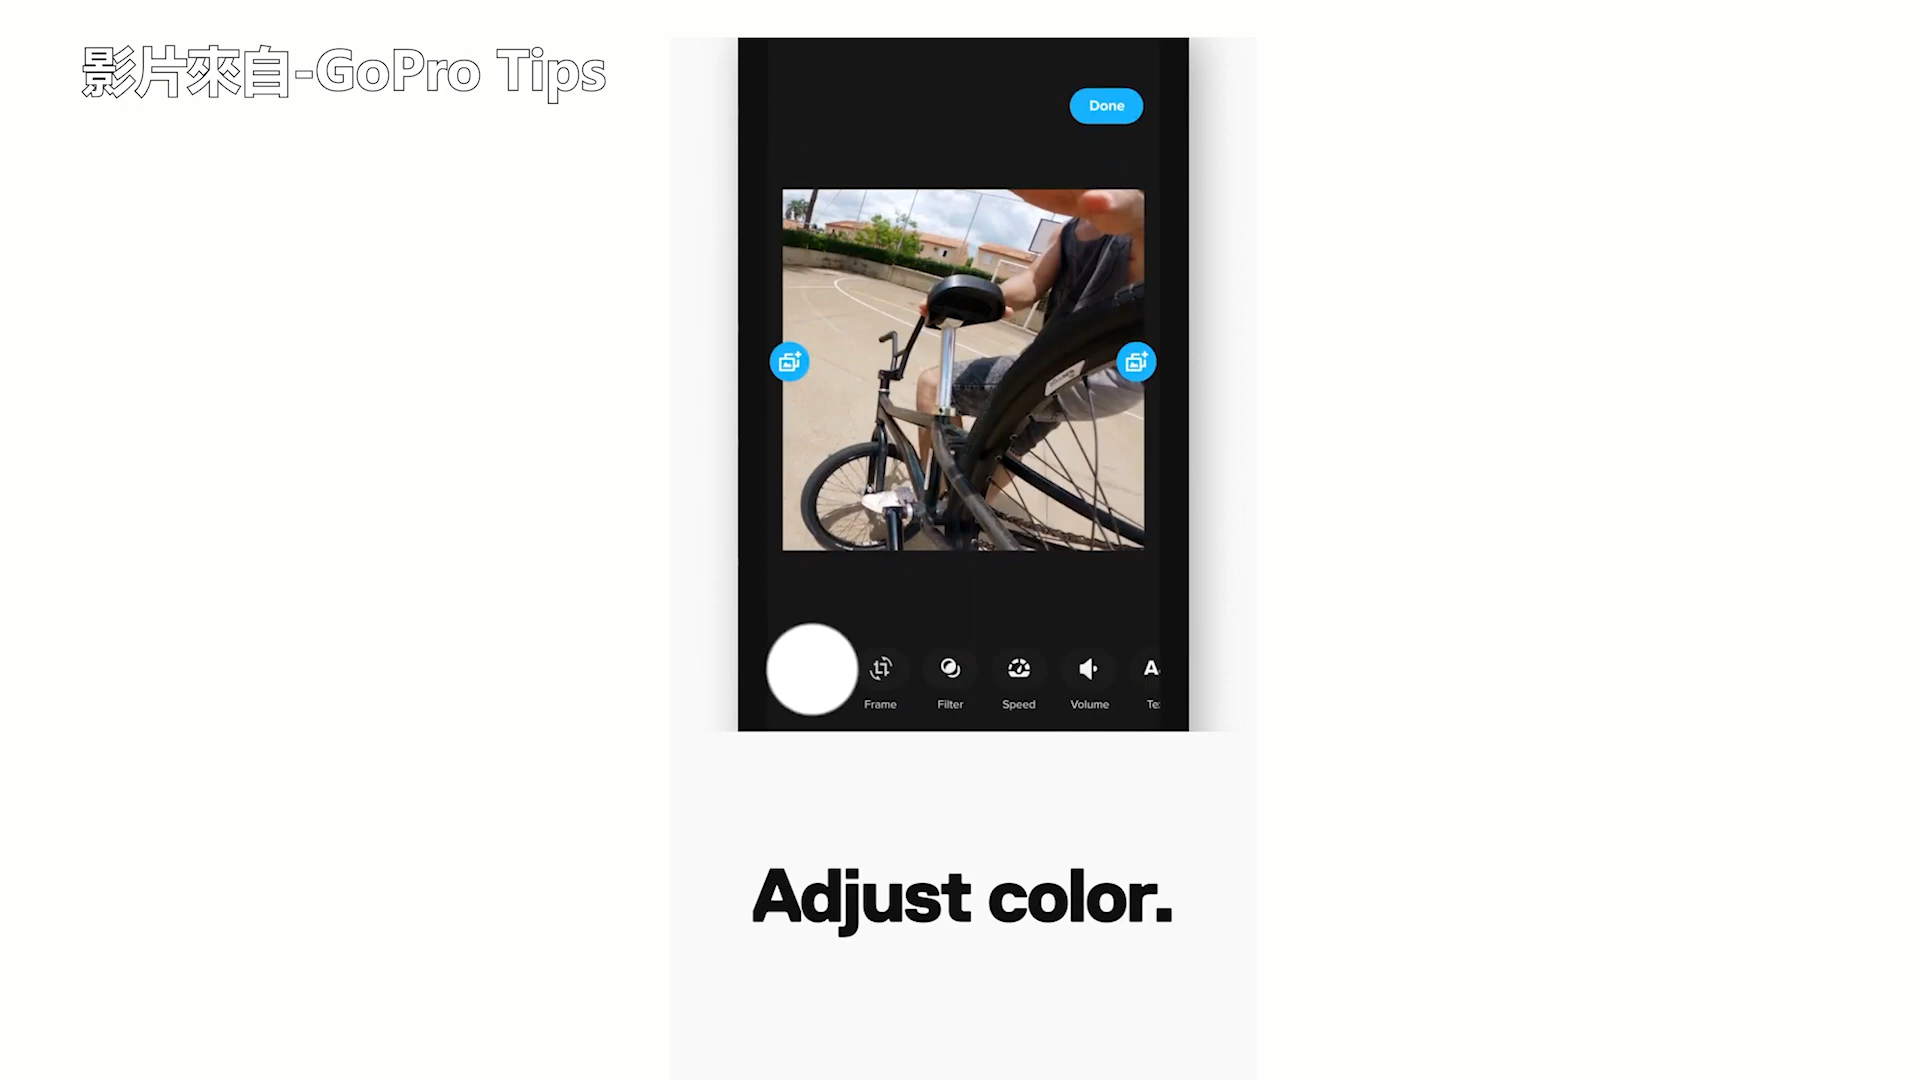 影片來自-GoPro Tips
Done
Frame
Filter
Speed
Volume
Adjust color.